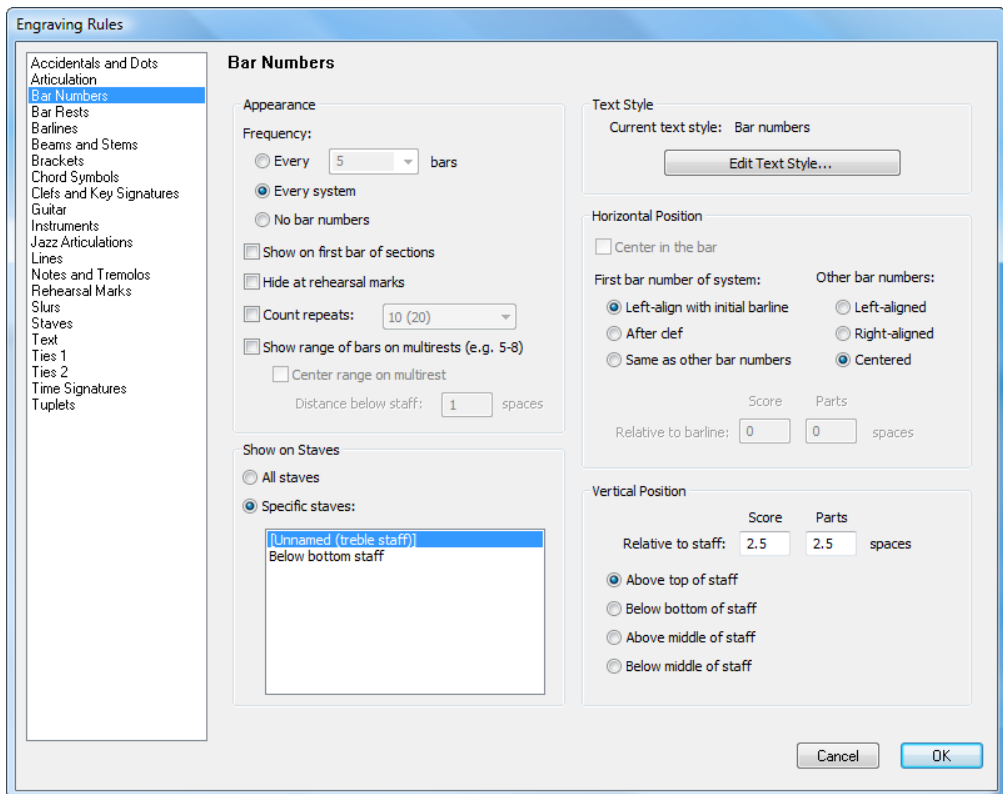 Engraving Rules
Accidentals and Dots
Articulation
Bar Numbers
Bar Rests
Barlines
Beams and Stems
Brackets
Chord Symbols
Clefs and Key Signatures
Guitar
Instruments
Jazz Articulations
Lines
Notes and Tremolos
Rehearsal Marks
Slurs
Staves
Text
Ties 1
Ties 2
Time Signatures
Tuplets
Bar Numbers
Appearance
Frequency:
Every 5 bars
Every system
No bar numbers
Show on first bar of sections
Hide at rehearsal marks
Count repeats: 10 (20)
Show range of bars on multirests (e.g. 5-8)
Center range on multirest
Distance below staff: 1 spaces
Show on Staves
All staves
Specific staves:
[Unnamed (treble staff)]
Below bottom staff
Text Style
Current text style: Bar numbers
Edit Text Style...
Horizontal Position
Center in the bar
First bar number of system: Other bar numbers:
Left-align with initial barline Left-aligned
After clef Right-aligned
Same as other bar numbers Centered
Score Parts
Relative to barline: 0 0 spaces
Vertical Position
Score Parts
Relative to staff: 2.5 2.5 spaces
Above top of staff
Below bottom of staff
Above middle of staff
Below middle of staff
Cancel OK